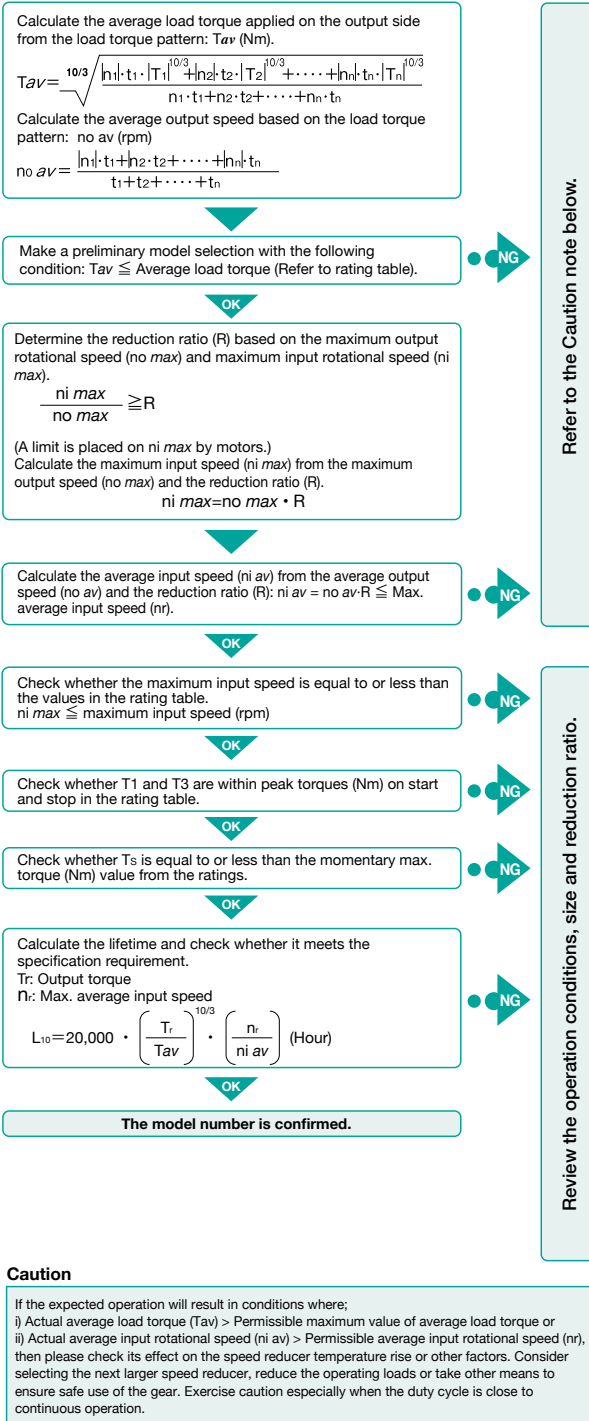 Calculate the average load torque applied on the output side
from the load torque pattern: Tav (Nm).
Tav= 10/3√ |n1|·t1·|T1|^10/3+|n2|·t2·|T2|^10/3+····+|nn|·tn·|Tn|^10/3
n1·t1+n2·t2+····+nn·tn
Calculate the average output speed based on the load torque
pattern: no av (rpm)
no av= |n1|·t1+|n2·t2+····+|nn|·tn
t1+t2+····+tn
Make a preliminary model selection with the following
condition: Tav ≦ Average load torque (Refer to rating table).
NG
OK
Determine the reduction ratio (R) based on the maximum output
rotational speed (no max) and maximum input rotational speed (ni
max).
ni max
≧R
no max
(A limit is placed on ni max by motors.)
Calculate the maximum input speed (ni max) from the maximum
output speed (no max) and the reduction ratio (R).
ni max=no max • R
Calculate the average input speed (ni av) from the average output
speed (no av) and the reduction ratio (R): ni av = no av·R ≦ Max.
average input speed (nr).
NG
OK
Refer to the Caution note below.
Check whether the maximum input speed is equal to or less than
the values in the rating table.
ni max ≦ maximum input speed (rpm)
NG
OK
Check whether T1 and T3 are within peak torques (Nm) on start
and stop in the rating table.
NG
OK
Check whether Ts is equal to or less than the momentary max.
torque (Nm) value from the ratings.
NG
OK
Calculate the lifetime and check whether it meets the
specification requirement.
Tr: Output torque
nr: Max. average input speed
L10=20,000 · (Tr/Tav)^10/3 · (nr/ni av) (Hour)
NG
OK
The model number is confirmed.
Review the operation conditions, size and reduction ratio.
Caution
If the expected operation will result in conditions where;
i) Actual average load torque (Tav) > Permissible maximum value of average load torque or
ii) Actual average input rotational speed (ni av) > Permissible average input rotational speed (nr),
then please check its effect on the speed reducer temperature rise or other factors. Consider
selecting the next larger speed reducer, reduce the operating loads or take other means to
ensure safe use of the gear. Exercise caution especially when the duty cycle is close to
continuous operation.